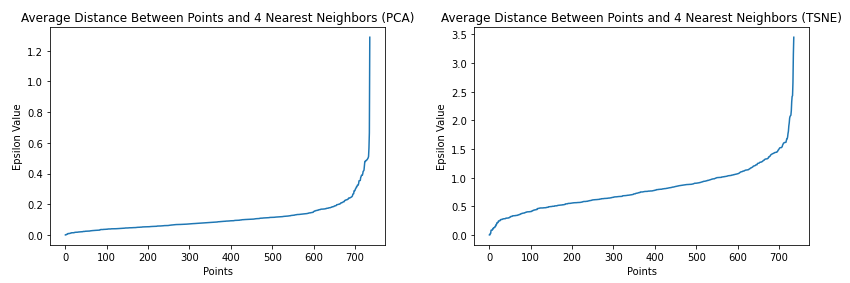 Average Distance Between Points and 4 Nearest Neighbors (PCA)
1.2
1.0
0.8
0.6
0.4
0.2
0.0
Epsilon Value
0 100 200 300 400 500 600 700
Points
Average Distance Between Points and 4 Nearest Neighbors (TSNE)
3.5
3.0
2.5
2.0
1.5
1.0
0.5
0.0
Epsilon Value
0 100 200 300 400 500 600 700
Points